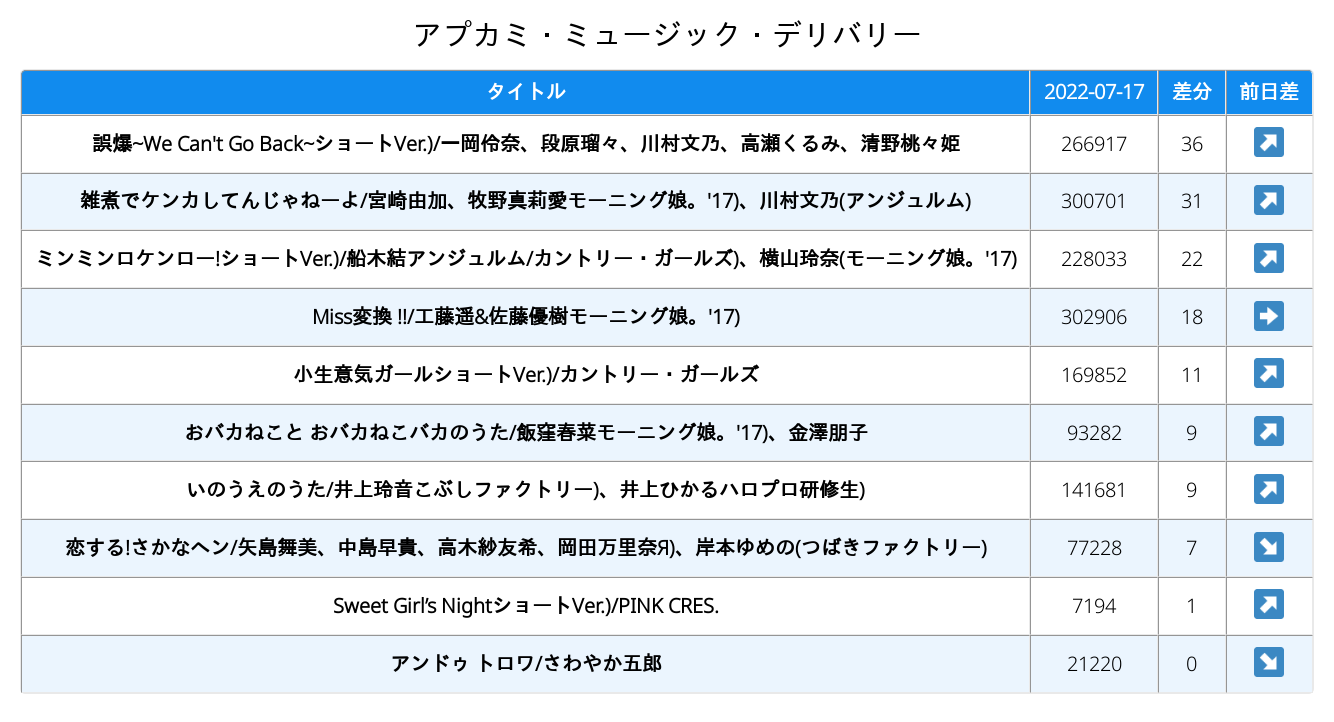 アプカミ・ミュージック・デリバリー
タイトル 2022-07-17 差分 前日差
誤爆~We Can't Go Back~ショートVer.)/一岡伶奈、段原瑠々、川村文乃、高瀬くるみ、清野桃々姫 266917 36
雑煮でケンカしてんじゃねーよ/宮崎由加、牧野真莉愛モーニング娘。'17)、川村文乃(アンジュルム) 300701 31
ミンミンロケンロー!ショートVer.)/船木結アンジュルム/カントリー・ガールズ)、横山玲奈(モーニング娘。'17) 228033 22
Miss変換 !!/工藤遥&佐藤優樹モーニング娘。'17) 302906 18
小生意気ガールショートVer.)/カントリー・ガールズ 169852 11
おバカねこと おバカねこバカのうた/飯窪春菜モーニング娘。'17)、金澤朋子 93282 9
いのうえのうた/井上玲音こぶしファクトリー)、井上ひかるハロプロ研修生) 141681 9
恋する!さかなヘン/矢島舞美、中島早貴、高木紗友希、岡田万里奈Я)、岸本ゆめの(つばきファクトリー) 77228 7
Sweet Girl’s NightショートVer.)/PINK CRES. 7194 1
アンドゥ トロワ/さわやか五郎 21220 0